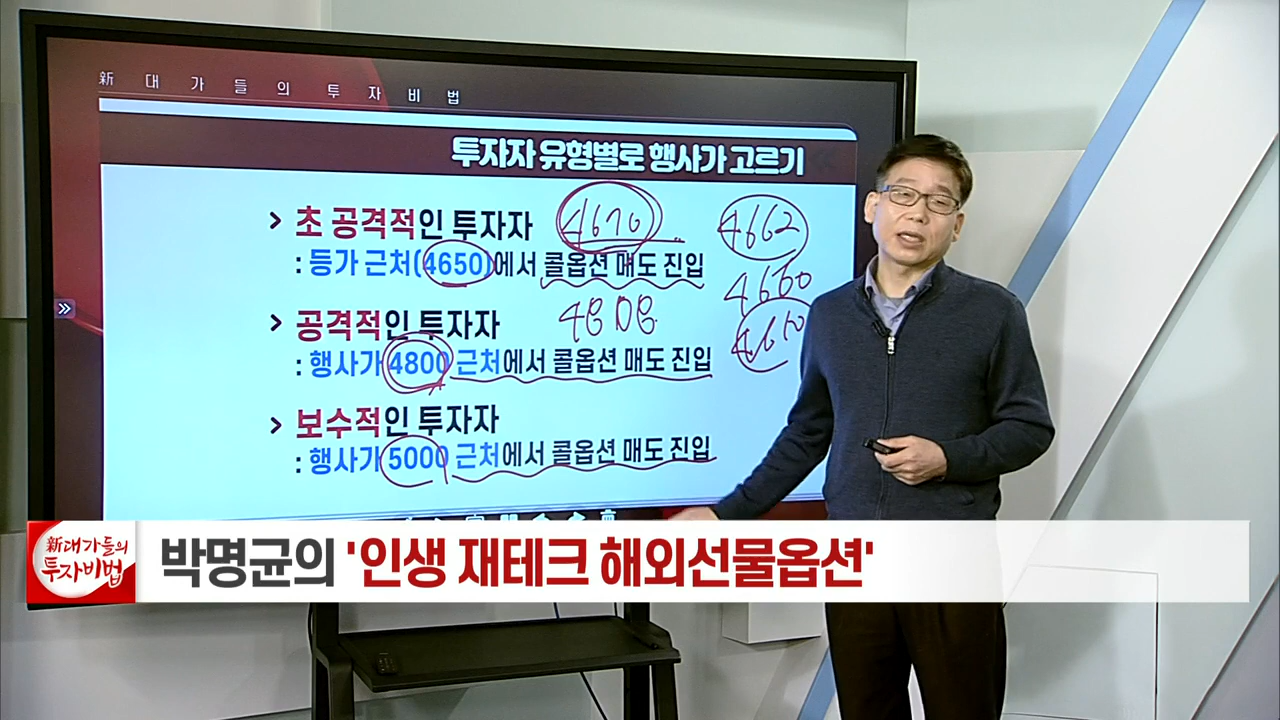 新 대 가 들 의 투 자 비 법
투자자 유형별로 행사가 고르기
초 공격적인 투자자 4670 4662
: 등가 근처(4650)에서 콜옵션 매도 진입
4660
공격적인 투자자
4650
: 행사가 4800 근처에서 콜옵션 매도 진입
보수적인 투자자
: 행사가 5000 근처에서 콜옵션 매도 진입
新대가들의
투자비법
박명균의 '인생 재테크 해외선물옵션'